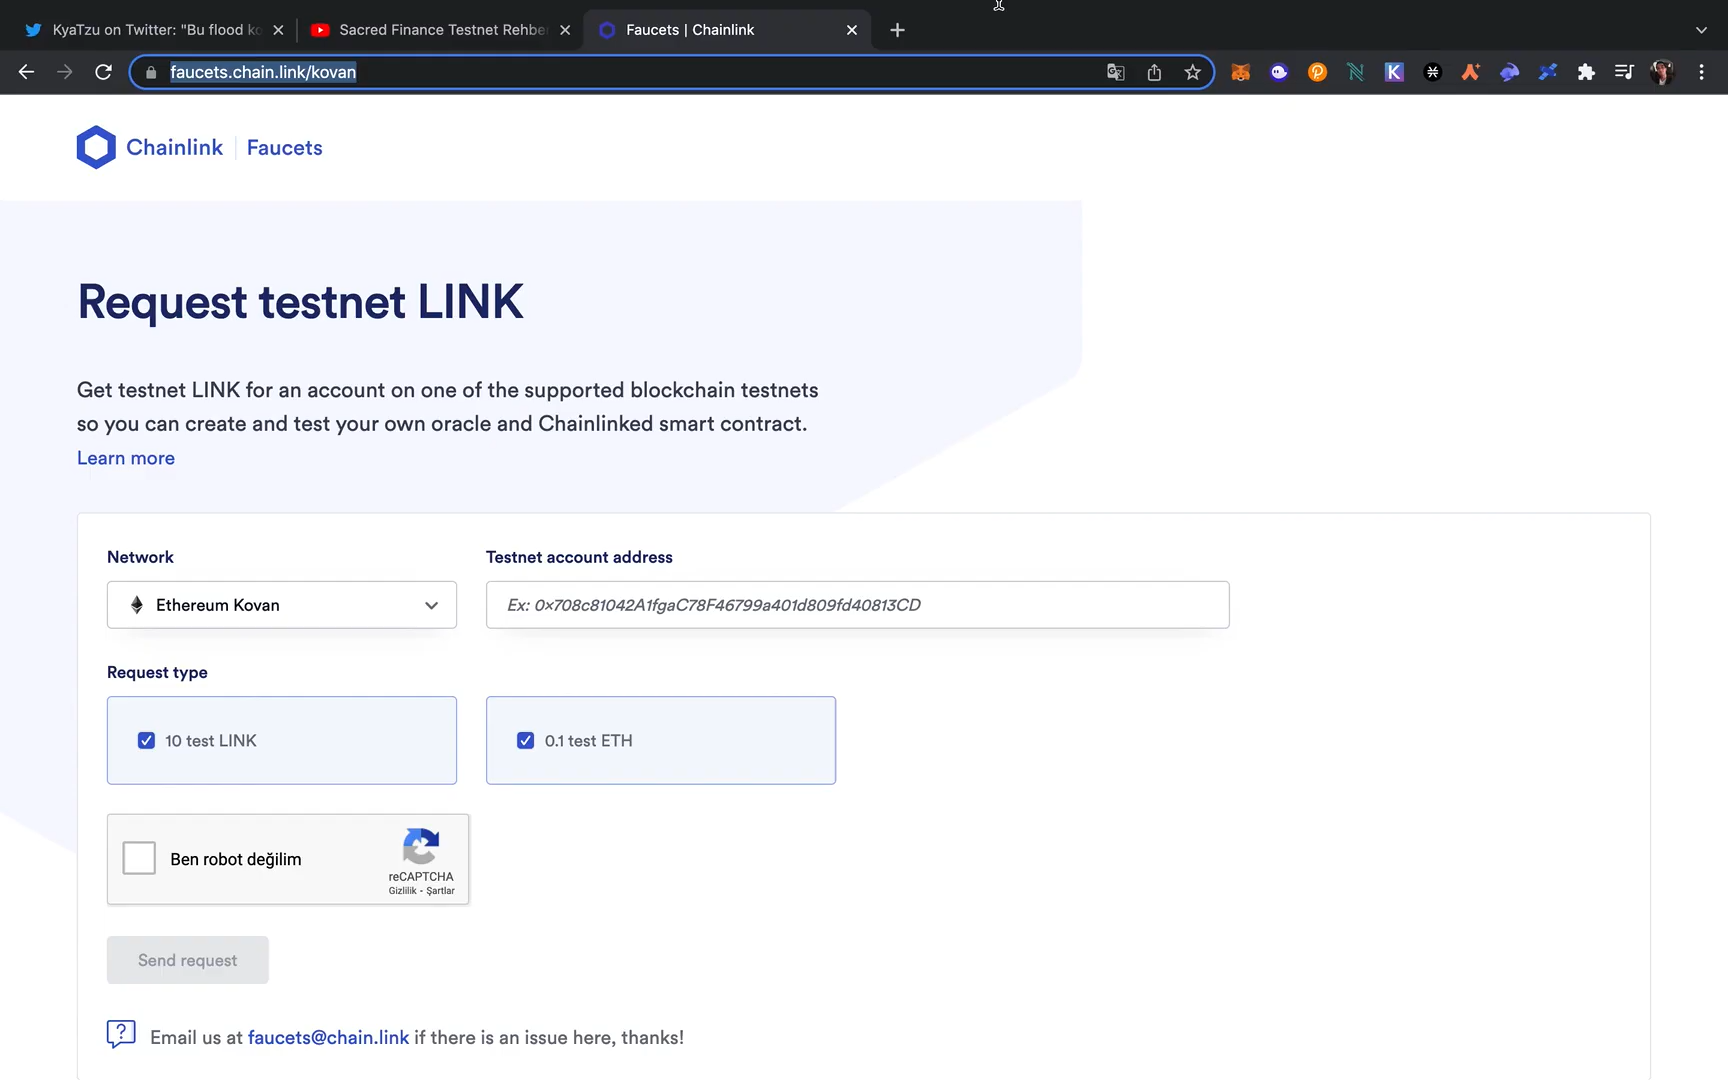 KyaTzu on Twitter: "Bu flood ko
Sacred Finance Testnet Rehber
Faucets | Chainlink
faucets.chain.link/kovan
Chainlink | Faucets
Request testnet LINK
Get testnet LINK for an account on one of the supported blockchain testnets
so you can create and test your own oracle and Chainlinked smart contract.
Learn more
Network
Testnet account address
Ethereum Kovan
Ex: 0x708c81042A1fgaC78F46799a401d809fd40813CD
Request type
10 test LINK
0.1 test ETH
Ben robot değilim
reCAPTCHA
Gizlilik - Şartlar
Send request
Email us at faucets@chain.link if there is an issue here, thanks!